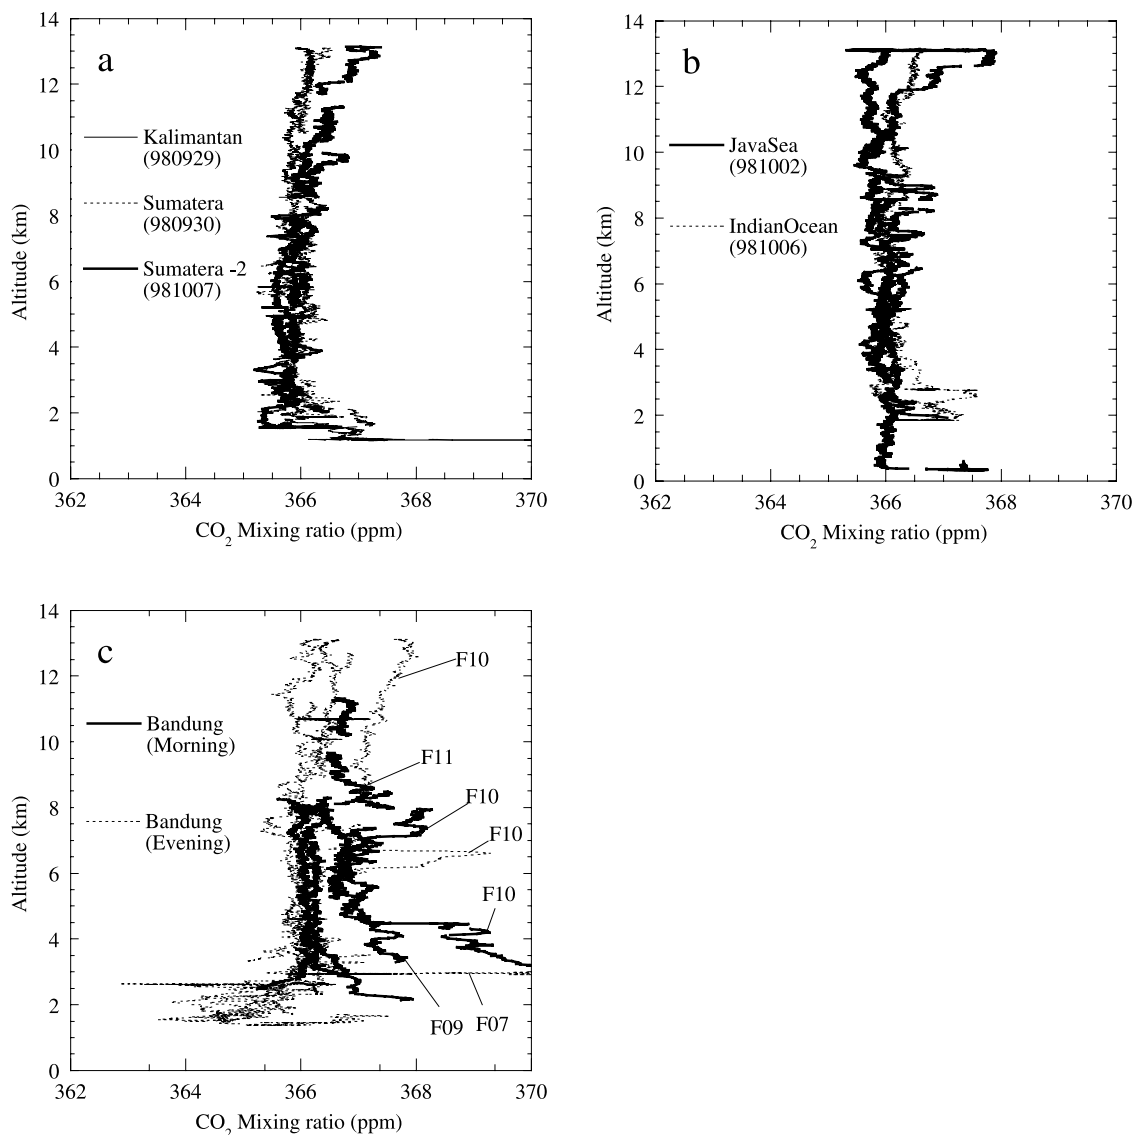 14
12
10
8
6
4
2
0
Altitude (km)
a
Kalimantan
(980929)
Sumatera
(980930)
Sumatera -2
(981007)
362
364
366
368
370
CO2 Mixing ratio (ppm)
14
12
10
8
6
4
2
0
Altitude (km)
b
JavaSea
(981002)
IndianOcean
(981006)
362
364
366
368
370
CO2 Mixing ratio (ppm)
14
12
10
8
6
4
2
0
Altitude (km)
c
Bandung
(Morning)
Bandung
(Evening)
F10
F11
F10
F10
F10
F09
F07
362
364
366
368
370
CO2 Mixing ratio (ppm)